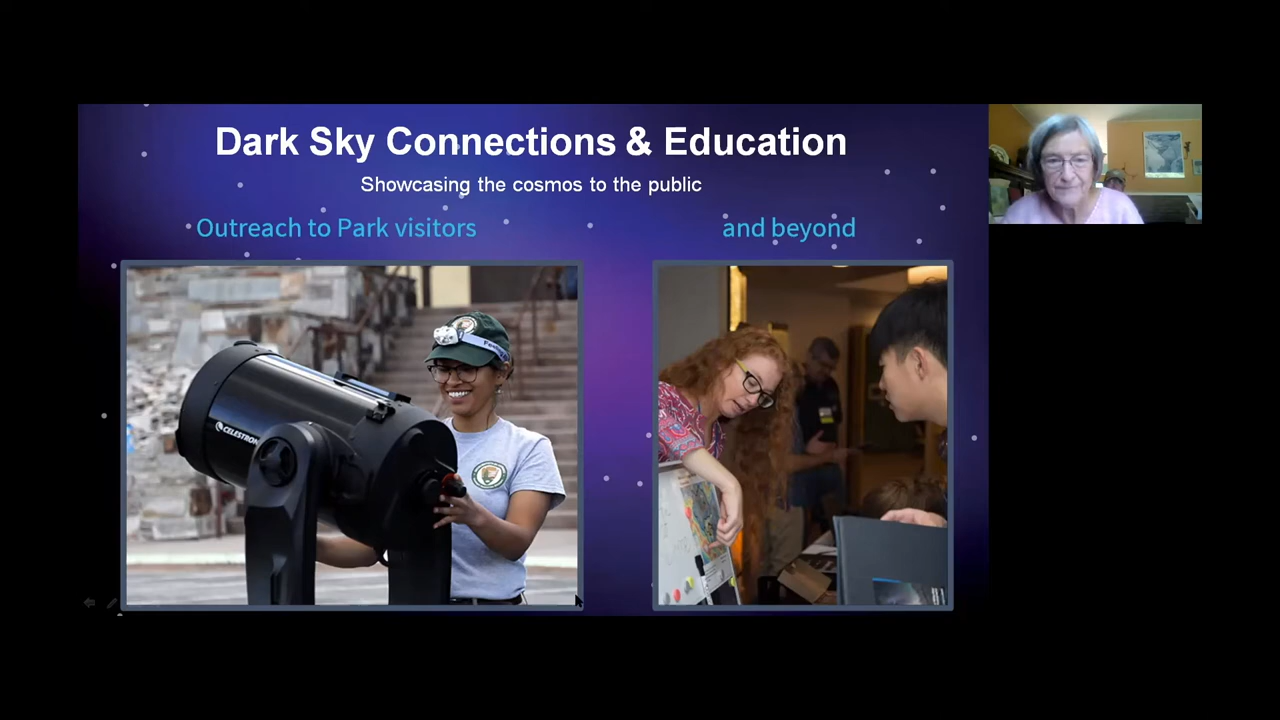 Dark Sky Connections & Education
Showcasing the cosmos to the public
Outreach to Park visitors
and beyond
CELESTRON